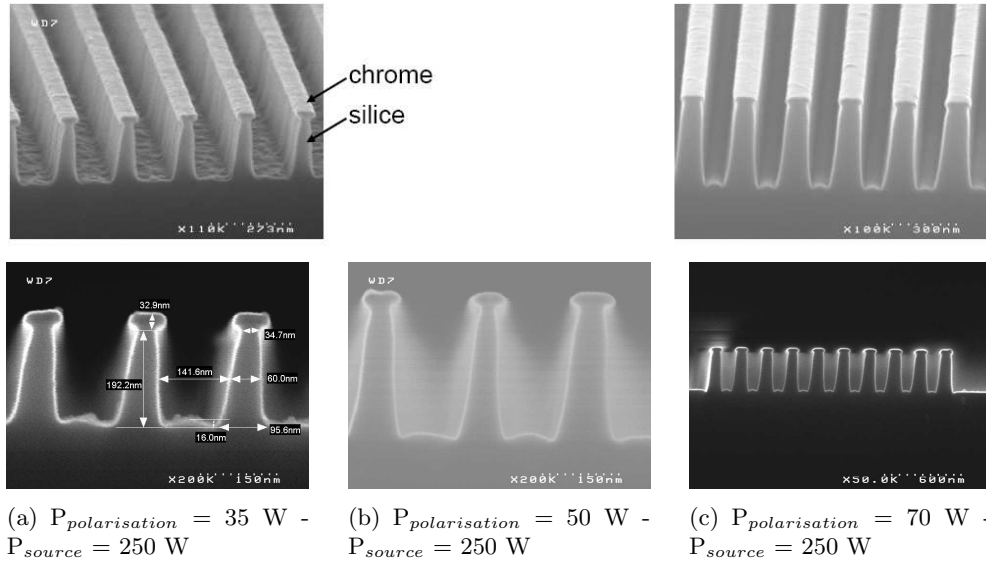 WD7
chrome
silice
X110K 273nm
X100K 300nm
WD7
32.9nm
34.7nm
141.6nm
192.2nm
60.0nm
16.0nm
95.6nm
X200K 150nm
WD7
X200K 150nm
X50.0K 600nm
(a) P_polarisation = 35 W -
P_source = 250 W
(b) P_polarisation = 50 W -
P_source = 250 W
(c) P_polarisation = 70 W -
P_source = 250 W